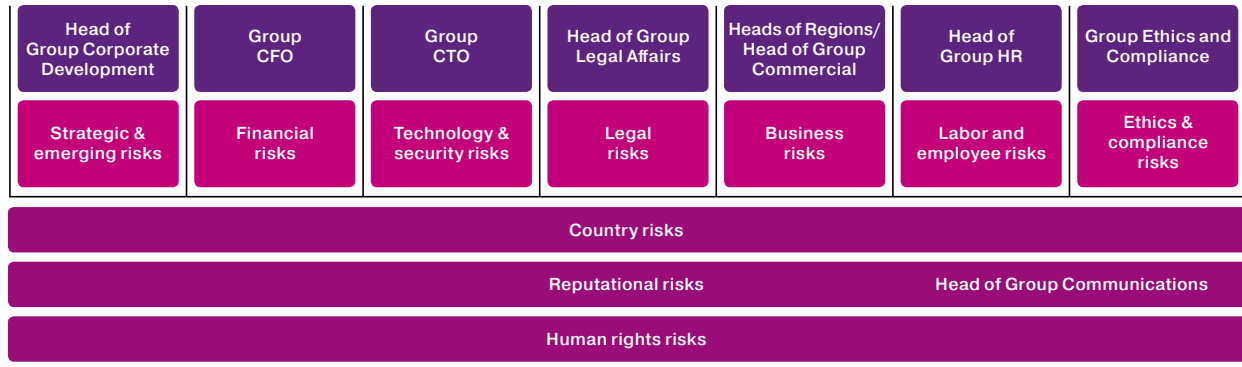 Head of
Group Corporate
Development
Group
CFO
Group
CTO
Head of Group
Legal Affairs
Heads of Regions/
Head of Group
Commercial
Head of
Group HR
Group Ethics and
Compliance
Strategic &
emerging risks
Financial
risks
Technology &
security risks
Legal
risks
Business
risks
Labor and
employee risks
Ethics &
compliance
risks
Country risks
Reputational risks
Head of Group Communications
Human rights risks